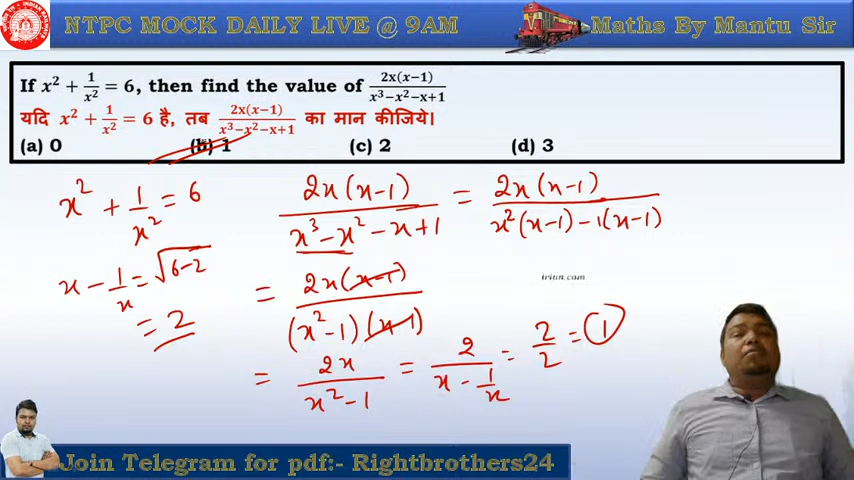 NTPC MOCK DAILY LIVE @ 9AM
Maths By Mantu Sir
If x² + 1/x² = 6, then find the value of 2x(x−1)/x³−x²−x+1
यदि x² + 1/x² = 6 है, तब 2x(x−1)/x³−x²−x+1 का मान कीजिये।
(a) 0 (b) 1 (c) 2 (d) 3
x² + 1/x² = 6
x − 1/x = √6−2
= 2
2x(x−1)/x³−x²−x+1 = 2x(x−1)/x²(x−1)−1(x−1)
= 2x(x−1)/(x²−1)(x−1)
= 2x/x²−1 = 2/x−1/x = 2/2 = 1
Join Telegram for pdf:- Rightbrothers24